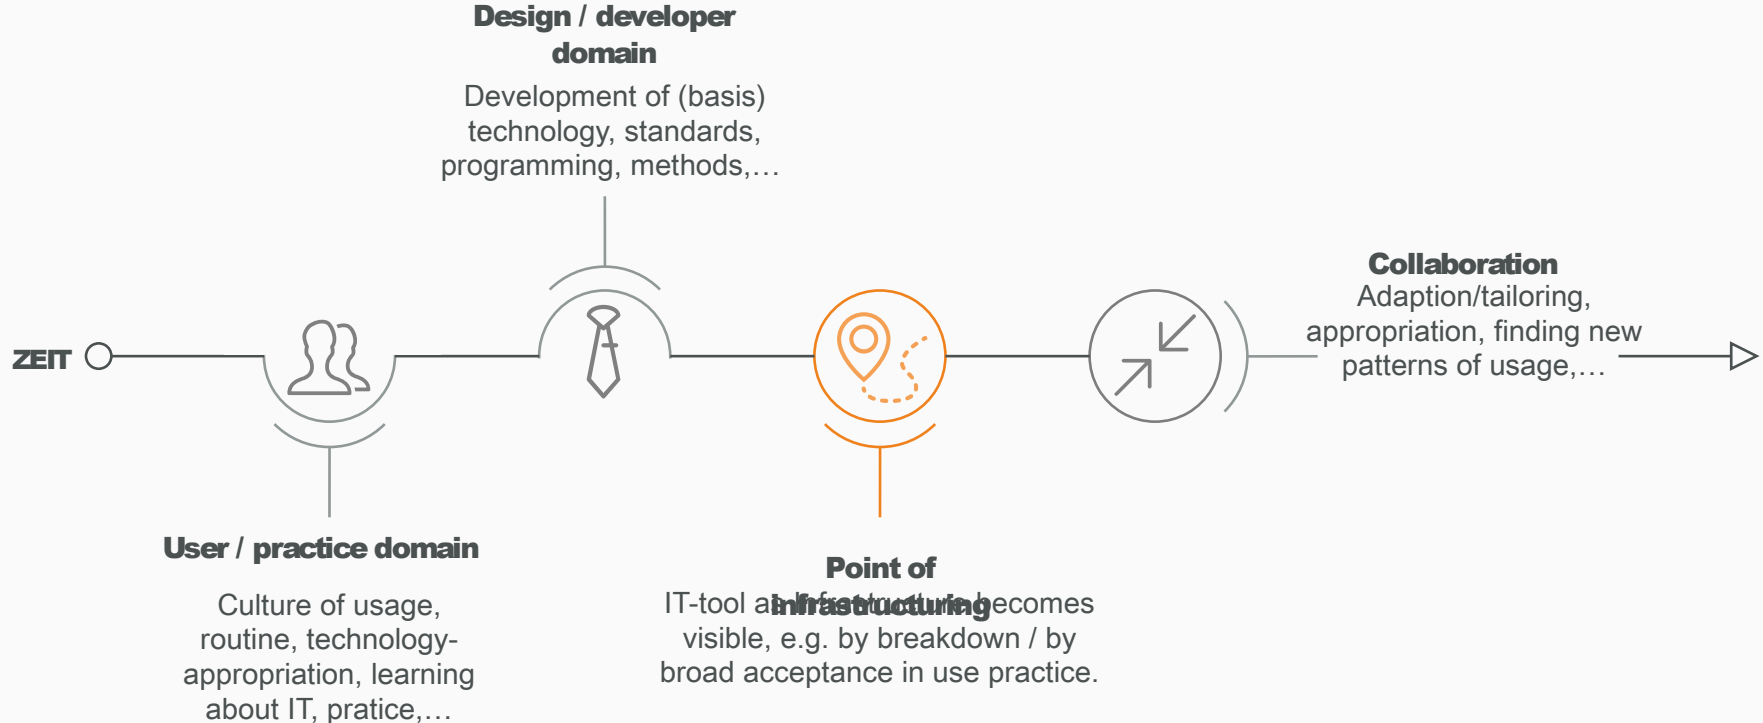 Design / developer
domain
Development of (basis)
technology, standards,
programming, methods,…
Collaboration
Adaption/tailoring,
appropriation, finding new
patterns of usage,…
ZEIT
User / practice domain
Culture of usage,
routine, technology-
appropriation, learning
about IT, pratice,…
Point of
infrastructuring
IT-tool as Infrastructure becomes
visible, e.g. by breakdown / by
broad acceptance in use practice.